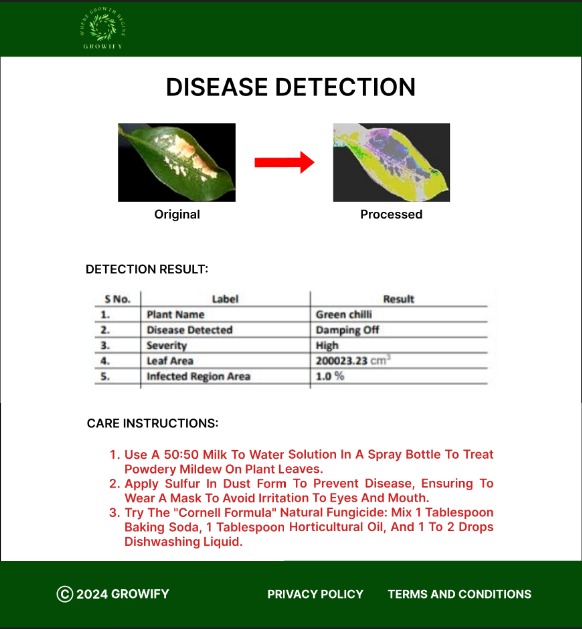 WHERE GROWTH BEGINS
GROWIFY
DISEASE DETECTION
Original
Processed
DETECTION RESULT:
S No. Label Result
1. Plant Name Green chilli
2. Disease Detected Damping Off
3. Severity High
4. Leaf Area 200023.23 cm³
5. Infected Region Area 1.0 %
CARE INSTRUCTIONS:
1. Use A 50:50 Milk To Water Solution In A Spray Bottle To Treat
Powdery Mildew On Plant Leaves.
2. Apply Sulfur In Dust Form To Prevent Disease, Ensuring To
Wear A Mask To Avoid Irritation To Eyes And Mouth.
3. Try The "Cornell Formula" Natural Fungicide: Mix 1 Tablespoon
Baking Soda, 1 Tablespoon Horticultural Oil, And 1 To 2 Drops
Dishwashing Liquid.
© 2024 GROWIFY
PRIVACY POLICY TERMS AND CONDITIONS